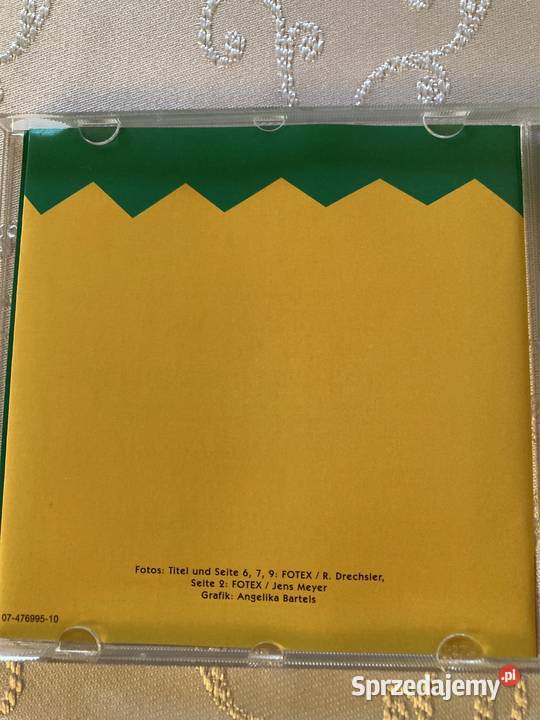 Fotos: Titel und Seite 6, 7, 9: FOTEX / R. Drechsler,
Seite 2: FOTEX / Jens Meyer
Grafik: Angelika Bartels
07-476995-10
Sprzedajemy.pl